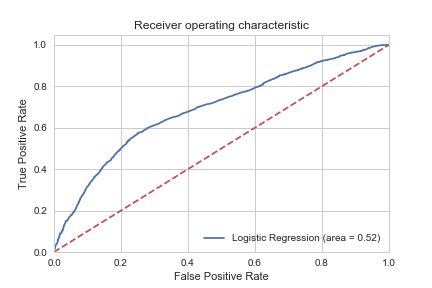 Receiver operating characteristic
1.0
0.8
0.6
0.4
0.2
0.0
True Positive Rate
Logistic Regression (area = 0.52)
0.0 0.2 0.4 0.6 0.8 1.0
False Positive Rate